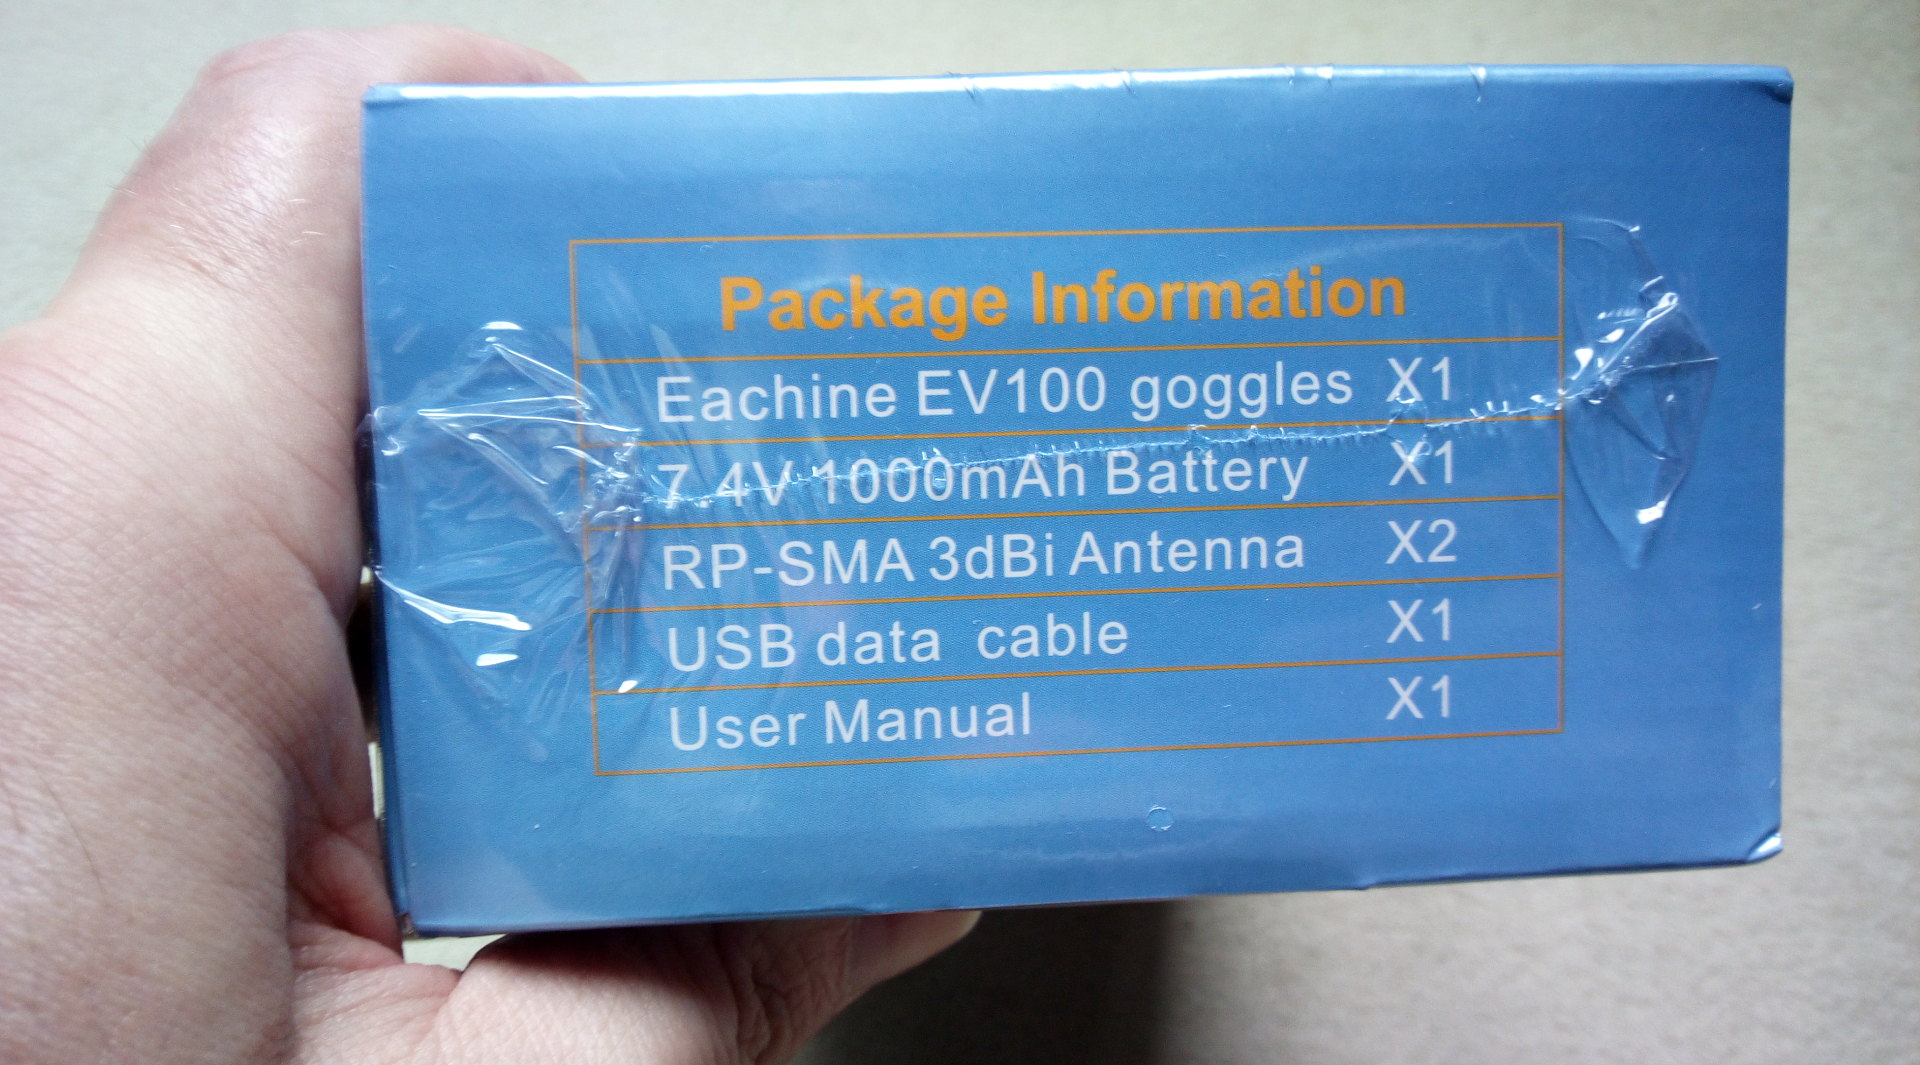 Package Information
Eachine EV100 goggles X1
7.4V 1000mAh Battery X1
RP-SMA 3dBi Antenna X2
USB data cable X1
User Manual X1